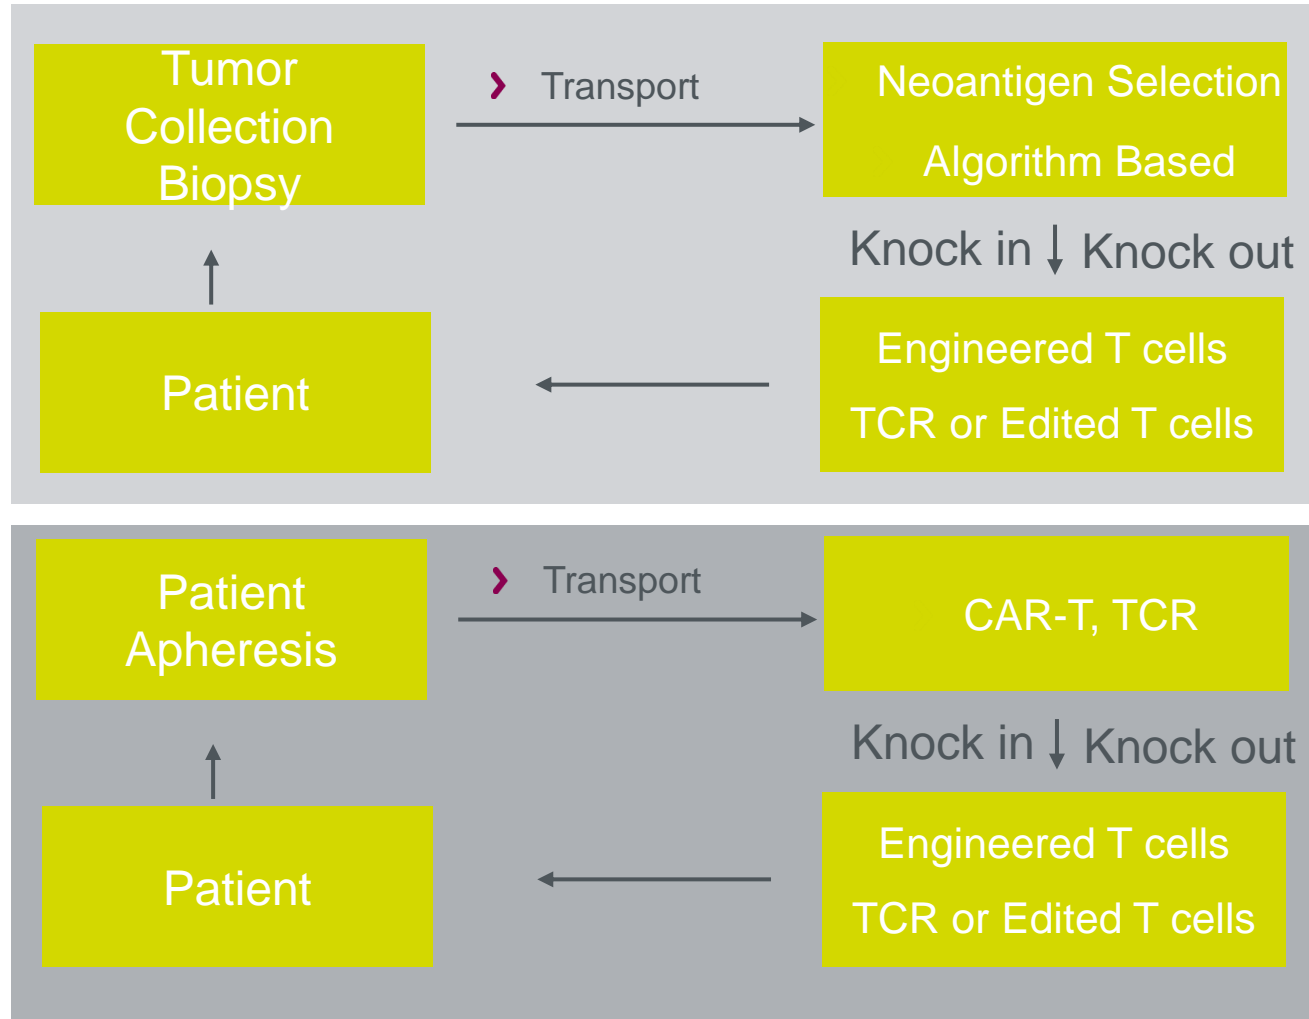 Tumor
Collection
Biopsy
Transport
Neoantigen Selection
Algorithm Based
Knock in
Knock out
Patient
Engineered T cells
TCR or Edited T cells
Patient
Apheresis
Transport
CAR-T, TCR
Knock in
Knock out
Patient
Engineered T cells
TCR or Edited T cells